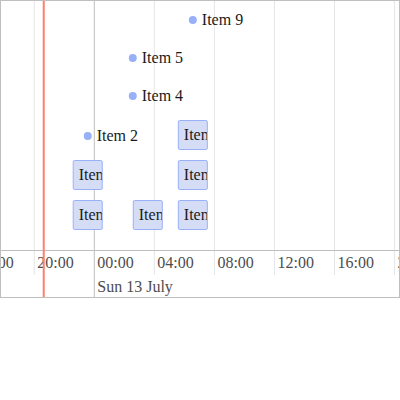 Item 9
Item 5
Item 4
Item 2 Iten
Iten Iten
Iten Iten Iten
00 20:00 00:00 04:00 08:00 12:00 16:00
Sun 13 July